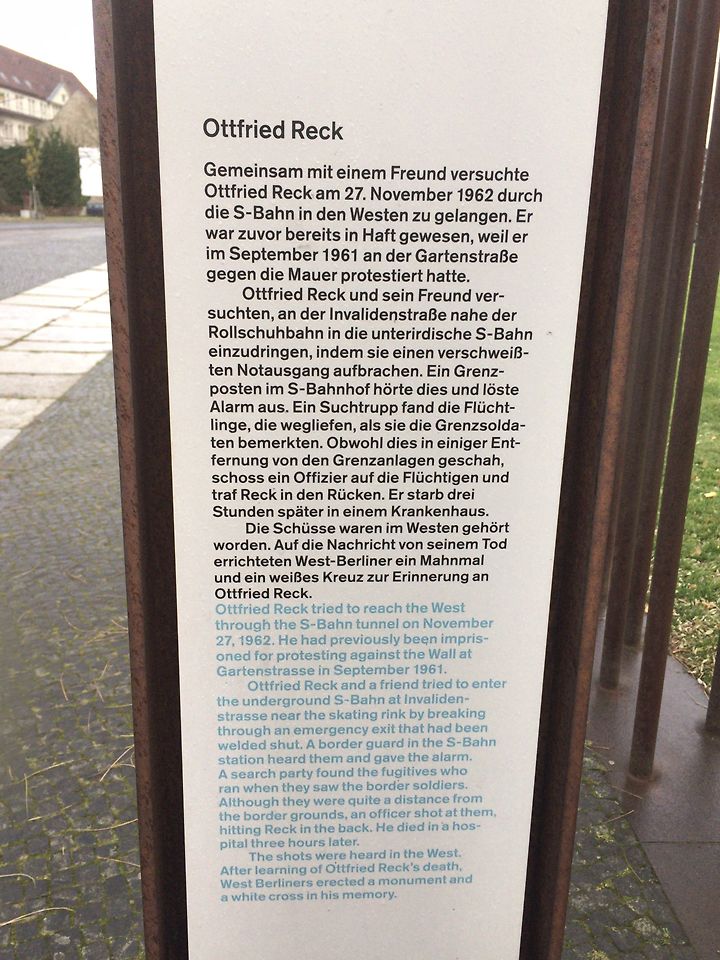 Ottfried Reck
Gemeinsam mit einem Freund versuchte
Ottfried Reck am 27. November 1962 durch
die S-Bahn in den Westen zu gelangen. Er
war zuvor bereits in Haft gewesen, weil er
im September 1961 an der Gartenstraße
gegen die Mauer protestiert hatte.
Ottfried Reck und sein Freund ver-
suchten, an der Invalidenstraße nahe der
Rollschuhbahn in die unterirdische S-Bahn
einzudringen, indem sie einen verschweiß-
ten Notausgang aufbrachen. Ein Grenz-
posten im S-Bahnhof hörte dies und löste
Alarm aus. Ein Suchtrupp fand die Flücht-
linge, die wegliefen, als sie die Grenzsolda-
ten bemerkten. Obwohl dies in einiger Ent-
fernung von den Grenzanlagen geschah,
schoss ein Offizier auf die Flüchtigen und
traf Reck in den Rücken. Er starb drei
Stunden später in einem Krankenhaus.
Die Schüsse waren im Westen gehört
worden. Auf die Nachricht von seinem Tod
errichteten West-Berliner ein Mahnmal
und ein weißes Kreuz zur Erinnerung an
Ottfried Reck.
Ottfried Reck tried to reach the West
through the S-Bahn tunnel on November
27, 1962. He had previously been impris-
oned for protesting against the Wall at
Gartenstrasse in September 1961.
Ottfried Reck and a friend tried to enter
the underground S-Bahn at Invaliden-
strasse near the skating rink by breaking
through an emergency exit that had been
welded shut. A border guard in the S-Bahn
station heard them and gave the alarm.
A search party found the fugitives who
ran when they saw the border soldiers.
Although they were quite a distance from
the border grounds, an officer shot at them,
hitting Reck in the back. He died in a hos-
pital three hours later.
The shots were heard in the West.
After learning of Ottfried Reck's death,
West Berliners erected a monument and
a white cross in his memory.